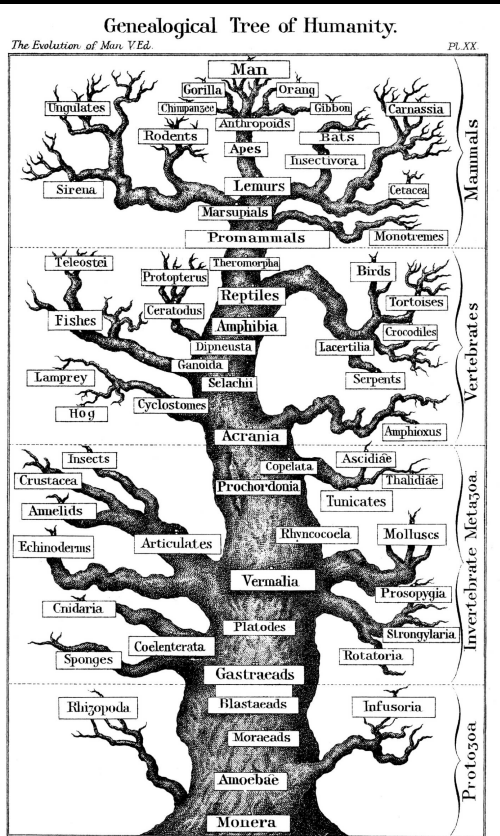 Genealogical Tree of Humanity.
The Evolution of Man V.Ed.
Pl.XX.
Man
Gorilla
Orang
Chimpanzee
Gibbon
Ungulates
Carnassia
Anthropoids
Rodents
Bats
Apes
Insectivora
Sirena
Lemurs
Cetacea
Marsupials
Promammals
Monotremes
Mammals
Teleostei
Theromorpha
Protopterus
Birds
Reptiles
Tortoises
Ceratodus
Fishes
Amphibia
Crocodiles
Dipneusta
Lacertilia
Ganoida
Lamprey
Selachii
Serpents
Hog
Cyclostomes
Acrania
Amphioxus
Vertebrates
Insects
Copelata
Ascidiæ
Crustacea
Thalidiæ
Prochordonia
Tunicates
Annelids
Articulates
Rhyncocoela
Molluscs
Echinoderms
Vermalia
Prosopygia
Cnidaria
Platodes
Strongylaria
Coelenterata
Rotatoria
Sponges
Gastraeads
Invertebrate Metazoa.
Rhizopoda
Blastaeads
Infusoria
Moraeads
Amoebae
Monera
Protozoa